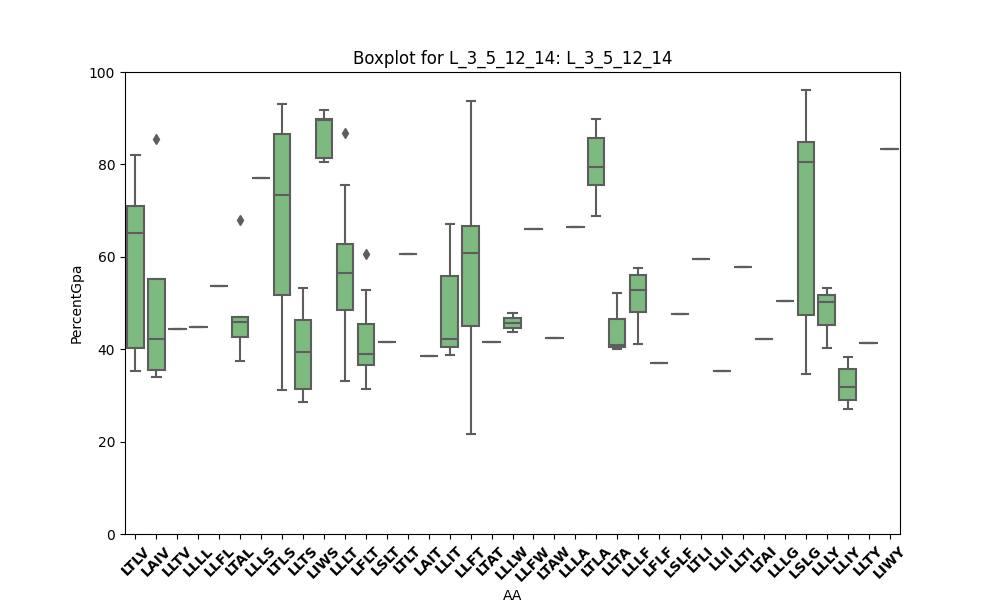 Boxplot for L_3_5_12_14: L_3_5_12_14
PercentGpa
100
80
60
40
20
0
LTLV LAIV LLTV LLLL LLFL LTAL LLLS LTLS LLTS LIWS LLLT LFLT LSLT LTLT LAIT LLIT LLFT LTAT LLLW LLFW LTAW LLLA LTLA LLTA LLLF LFLF LSLF LTLI LLII LLTI LTAI LLLG LSLG LLLY LLIY LLTY LIWY
AA